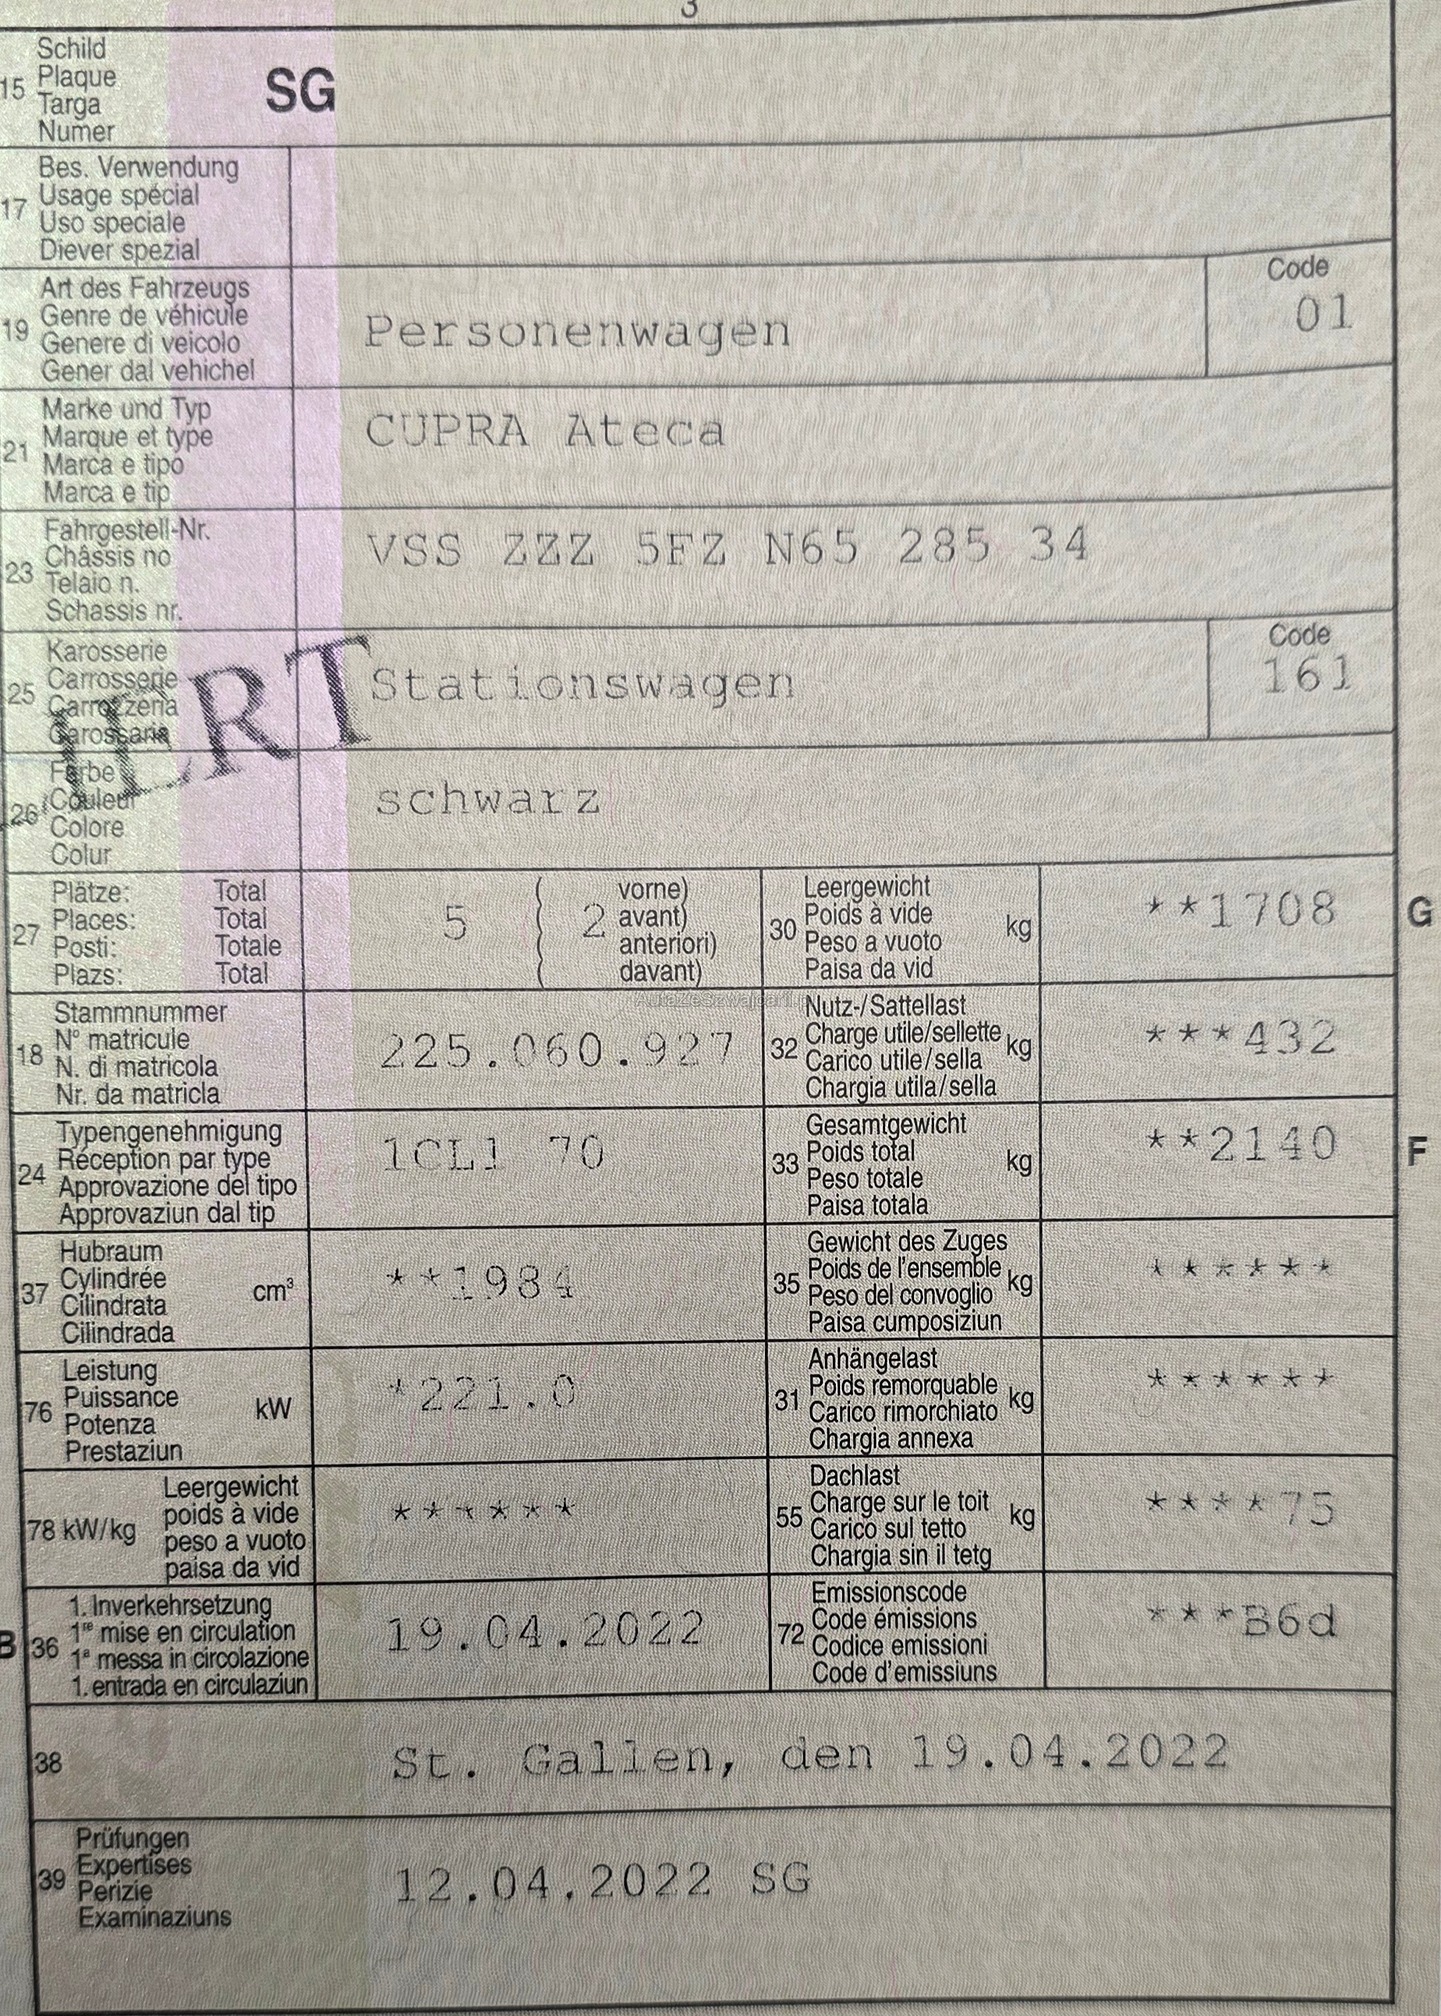 3
15 Schild
Plaque
Targa
Numer
SG
17 Bes. Verwendung
Usage spécial
Uso speciale
Diever spezial
19 Art des Fahrzeugs
Genre de véhicule
Genere di veicolo
Gener dal vehichel
Personenwagen
Code
01
21 Marke und Typ
Marque et type
Marca e tipo
Marca e tip
CUPRA Ateca
23 Fahrgestell-Nr.
Châssis no
Telaio n.
Schassis nr.
VSS ZZZ 5FZ N65 285 34
25 Karosserie
Carrosserie
Carrozzeria
Carossaria
ERT
Stationswagen
Code
161
26 Farbe
Couleur
Colore
Colur
schwarz
27 Plätze: Total
Places: Total
Posti: Totale
Plazs: Total
5 ( 2 vorne)
avant)
anteriori)
davant)
30 Leergewicht
Poids à vide
Peso a vuoto
Paisa da vid
kg
**1708
G
18 Stammnummer
N° matricule
N. di matricola
Nr. da matricla
225.060.927
32 Nutz-/Sattellast
Charge utile/sellette
Carico utile/sella
Chargia utila/sella
kg
***432
24 Typengenehmigung
Réception par type
Approvazione del tipo
Approvaziun dal tip
1CL1 70
33 Gesamtgewicht
Poids total
Peso totale
Paisa totala
kg
**2140
F
37 Hubraum
Cylindrée
Cilindrata
Cilindrada
cm³
**1984
35 Gewicht des Zuges
Poids de l'ensemble
Peso del convoglio
Paisa cumposiziun
kg
******
76 Leistung
Puissance
Potenza
Prestaziun
kW
*221.0
31 Anhängelast
Poids remorquable
Carico rimorchiato
Chargia annexa
kg
******
78 kW/kg
Leergewicht
poids à vide
peso a vuoto
paisa da vid
******
55 Dachlast
Charge sur le toit
Carico sul tetto
Chargia sin il tetg
kg
****75
B
36 1. Inverkehrsetzung
1re mise en circulation
1a messa in circolazione
1. entrada en circulaziun
19.04.2022
72 Emissionscode
Code émissions
Codice emissioni
Code d'emissiuns
***B6d
38
St. Gallen, den 19.04.2022
39 Prüfungen
Expertises
Perizie
Examinaziuns
12.04.2022 SG